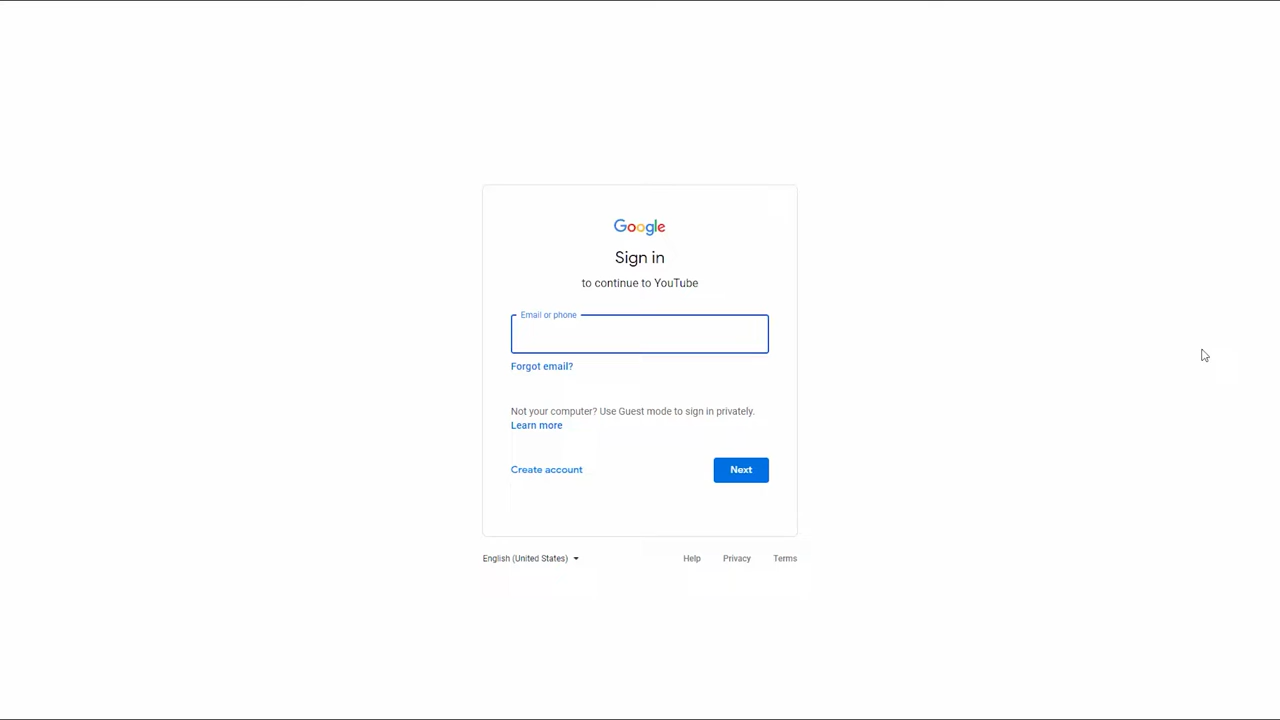 Google
Sign in
to continue to YouTube
Email or phone
Forgot email?
Not your computer? Use Guest mode to sign in privately.
Learn more
Create account
Next
English (United States)
Help
Privacy
Terms